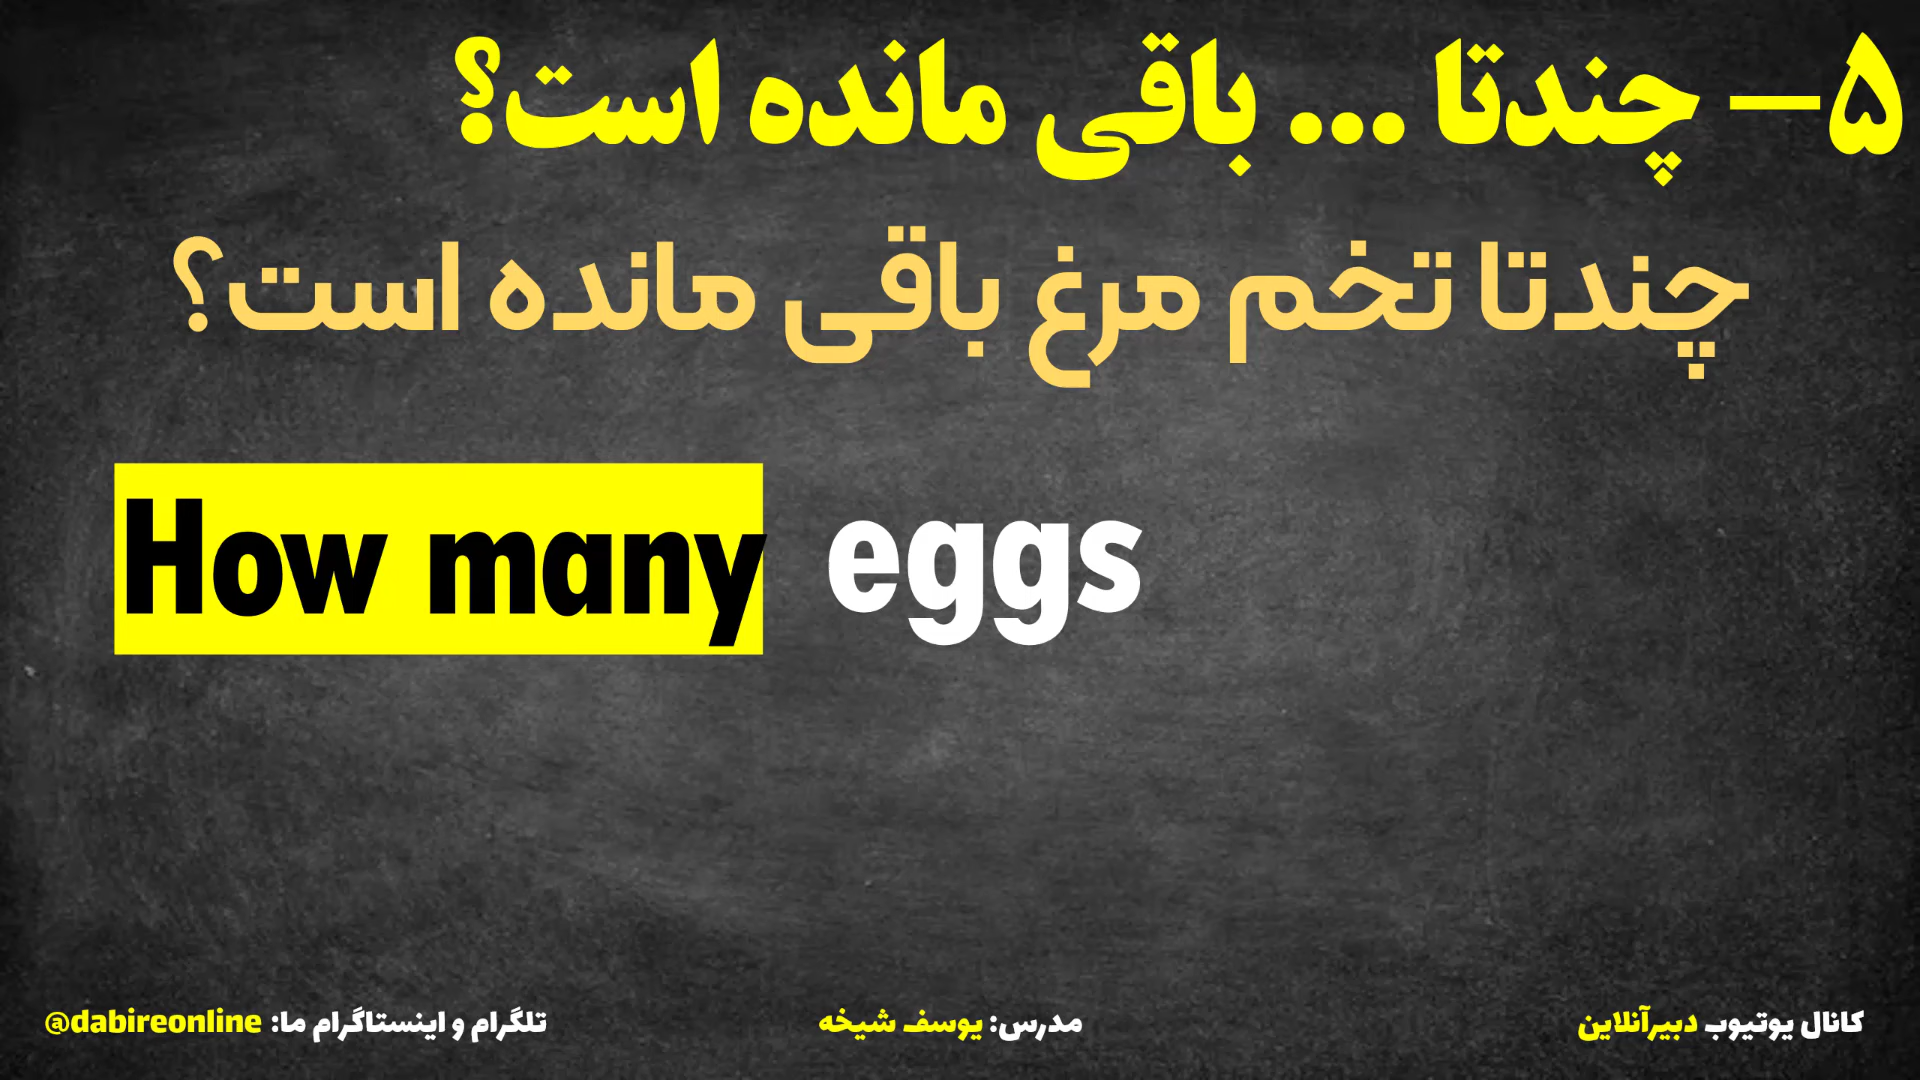 ۵- چندتا ... باقی مانده است؟
چندتا تخم مرغ باقی مانده است؟
How many eggs
کانال یوتیوب دبیرآنلاین
مدرس: یوسف شیخه
تلگرام و اینستاگرام ما: @dabireonline